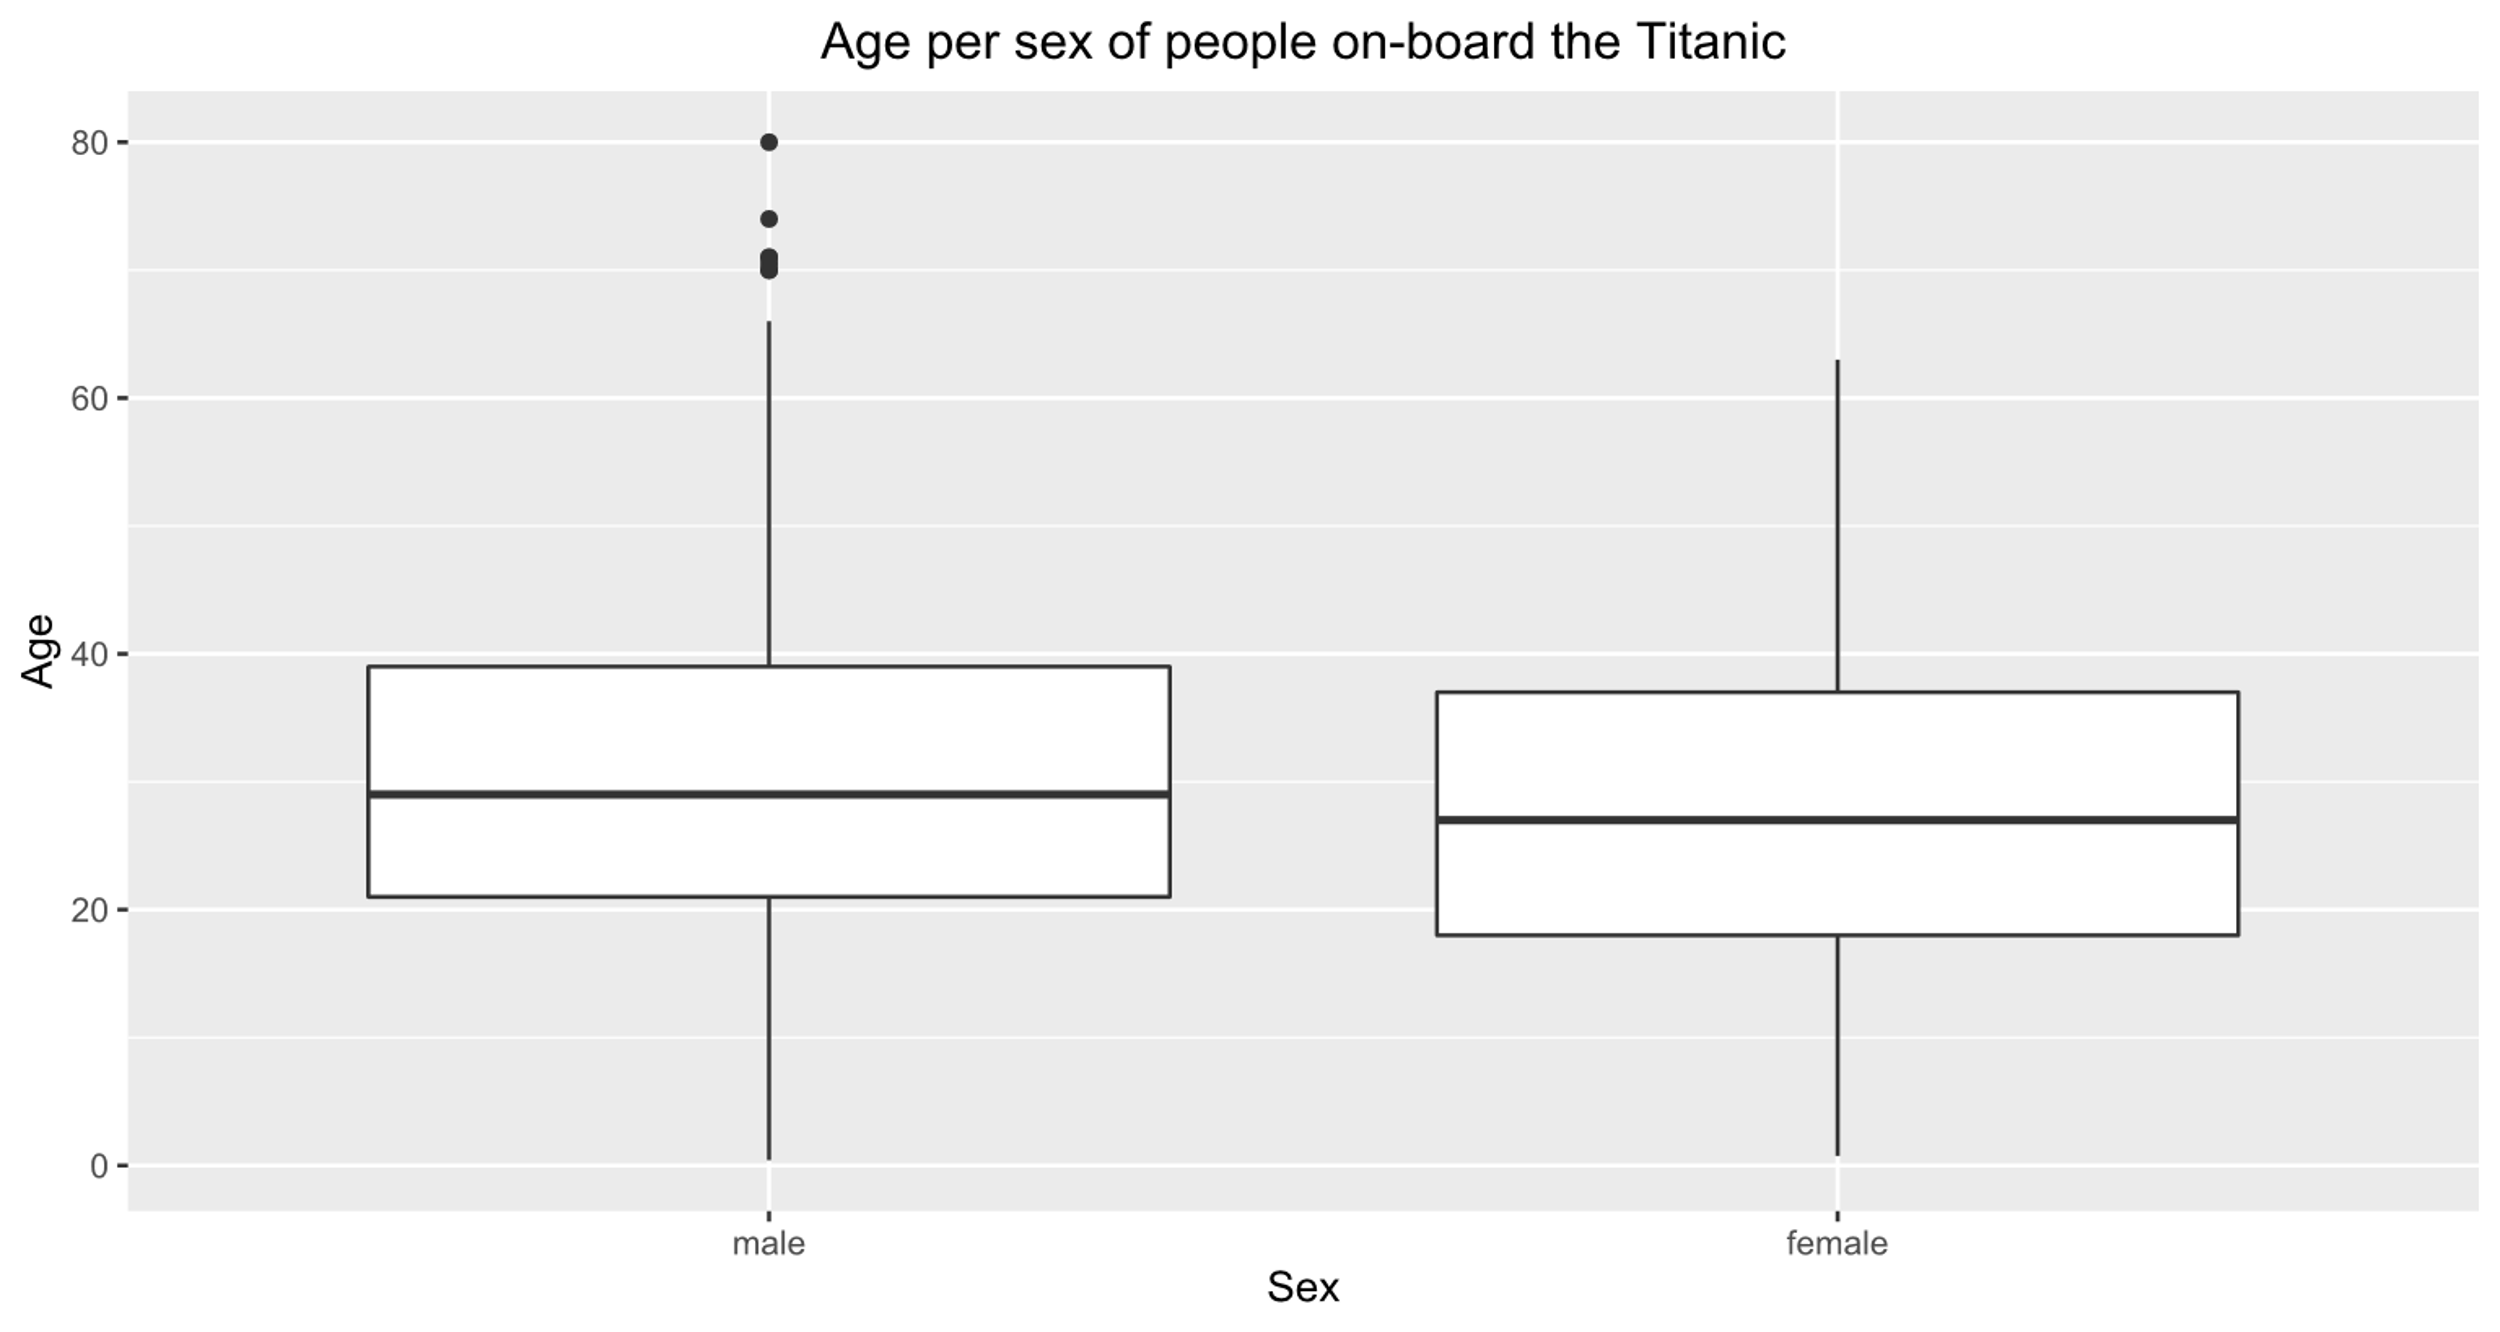 Age per sex of people on-board the Titanic
Age
80
60
40
20
0
male female
Sex